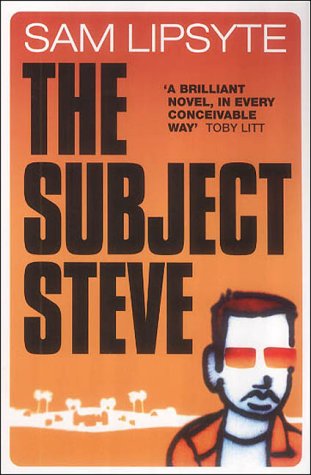 SAM LIPSYTE
THE
SUBJECT
STEVE
‘A BRILLIANT
NOVEL, IN EVERY
CONCEIVABLE
WAY’ TOBY LITT